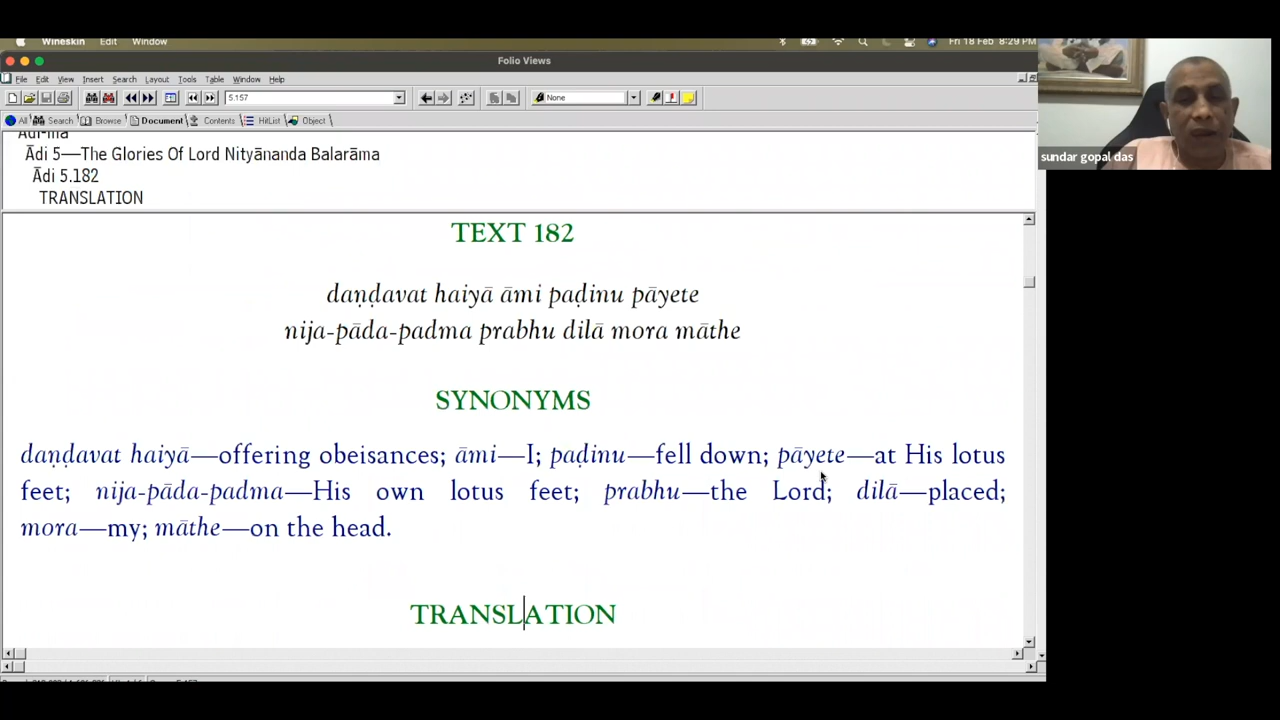 Wineskin Edit Window Fri 18 Feb 8:29 PM
Folio Views
File Edit View Insert Search Layout Tools Table Window Help
5.157 None
All Search Browse Document Contents HitList Object
Ādi-līlā
Ādi 5—The Glories Of Lord Nityānanda Balarāma
Ādi 5.182
TRANSLATION
sundar gopal das
TEXT 182
daṇḍavat haiyā āmi paḍinu pāyete
nija-pāda-padma prabhu dilā mora māthe
SYNONYMS
daṇḍavat haiyā—offering obeisances; āmi—I; paḍinu—fell down; pāyete—at His lotus
feet; nija-pāda-padma—His own lotus feet; prabhu—the Lord; dilā—placed;
mora—my; māthe—on the head.
TRANSLATION